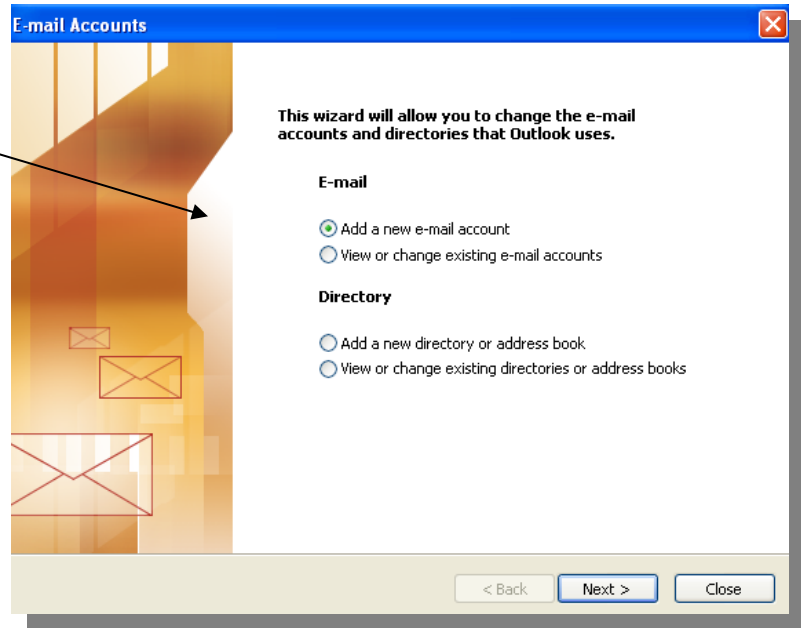 E-mail Accounts
This wizard will allow you to change the e-mail
accounts and directories that Outlook uses.
E-mail
Add a new e-mail account
View or change existing e-mail accounts
Directory
Add a new directory or address book
View or change existing directories or address books
< Back Next > Close